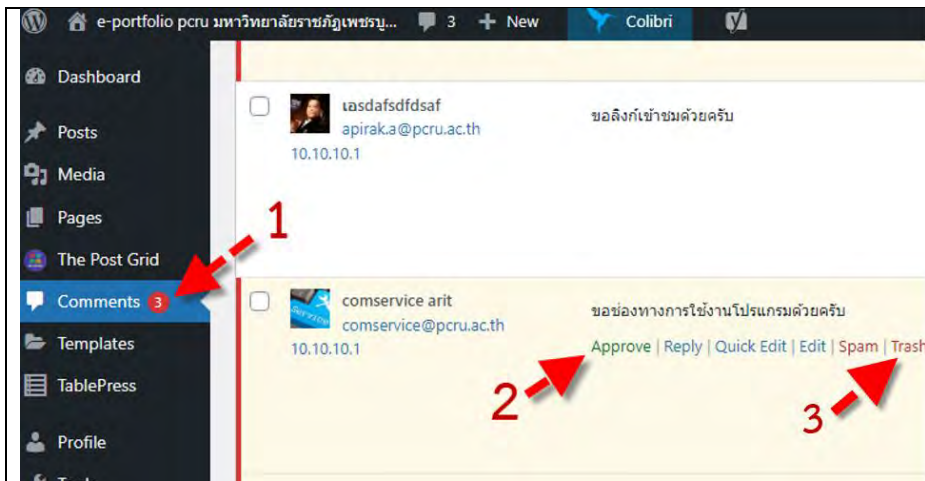 e-portfolio pcru มหาวิทยาลัยราชภัฏเพชรบู... 3 + New Colibri
Dashboard
Posts
Media
Pages
The Post Grid
Comments 3
Templates
TablePress
Profile
เอsdafsdfdsaf
apirak.a@pcru.ac.th
10.10.10.1
ขอลิงก์เข้าชมด้วยครับ
1
comservice arit
comservice@pcru.ac.th
10.10.10.1
ขอช่องทางการใช้งานโปรแกรมด้วยครับ
Approve | Reply | Quick Edit | Edit | Spam | Trash
2
3